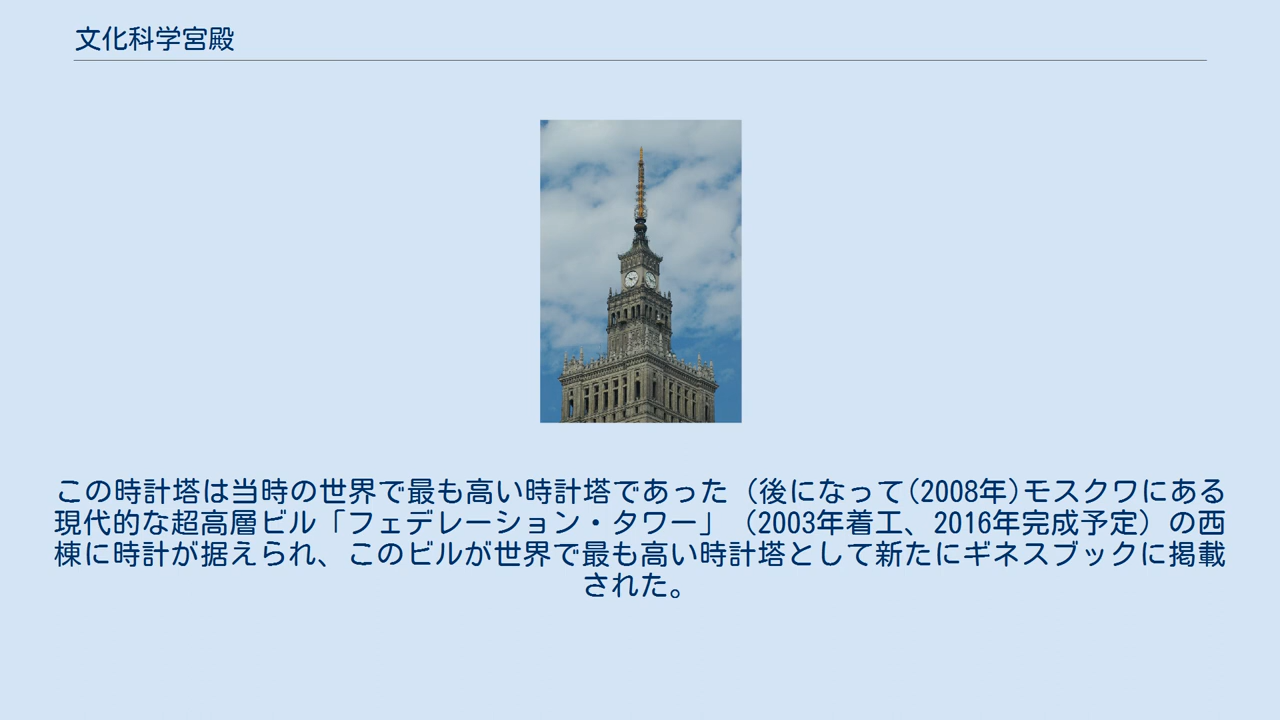 文化科学宮殿
この時計塔は当時の世界で最も高い時計塔であった（後になって(2008年)モスクワにある
現代的な超高層ビル「フェデレーション・タワー」（2003年着工、2016年完成予定）の西
棟に時計が据えられ、このビルが世界で最も高い時計塔として新たにギネスブックに掲載
された。